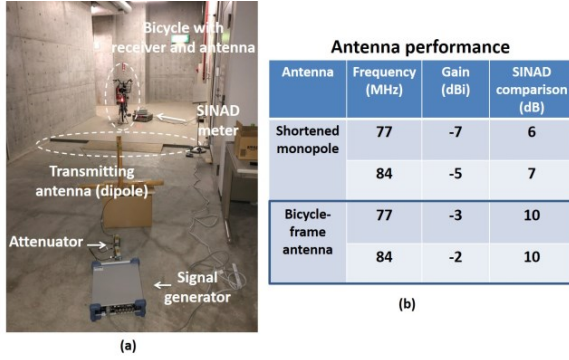 Bicycle with
receiver and antenna
SINAD
meter
Transmitting
antenna (dipole)
Attenuator
Signal
generator
(a)
Antenna performance
Antenna Frequency (MHz) Gain (dBi) SINAD comparison (dB)
Shortened monopole 77 -7 6
84 -5 7
Bicycle-frame antenna 77 -3 10
84 -2 10
(b)